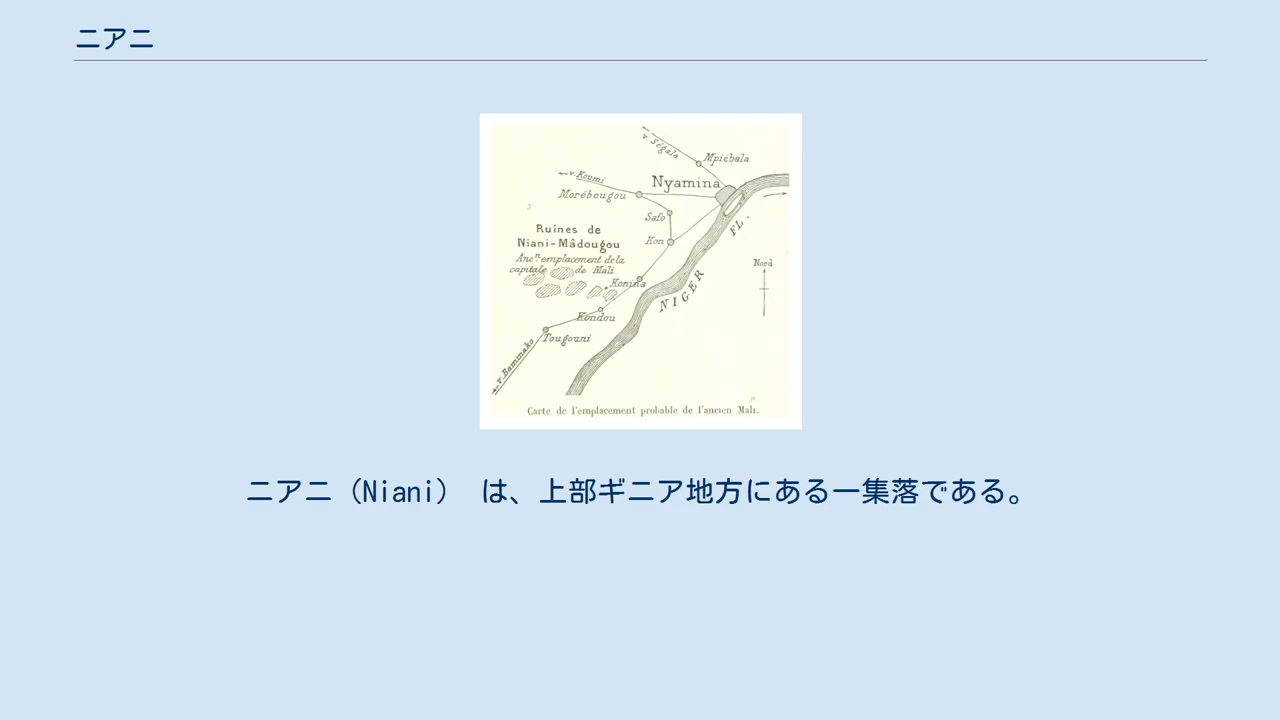 ニアニ
v. Ségala
Mpiébala
v. Koumi
Nyamina
Morébougou
Safo
FL.
Ruines de
Niani-Mâdougou
Kon
Ancⁿ emplacement de la
capitale de Mali
Nord
Konina
NIGER
Kondou
Tougouni
v. Bammako
Carte de l'emplacement probable de l'ancien Mali.
ニアニ（Niani） は、上部ギニア地方にある一集落である。